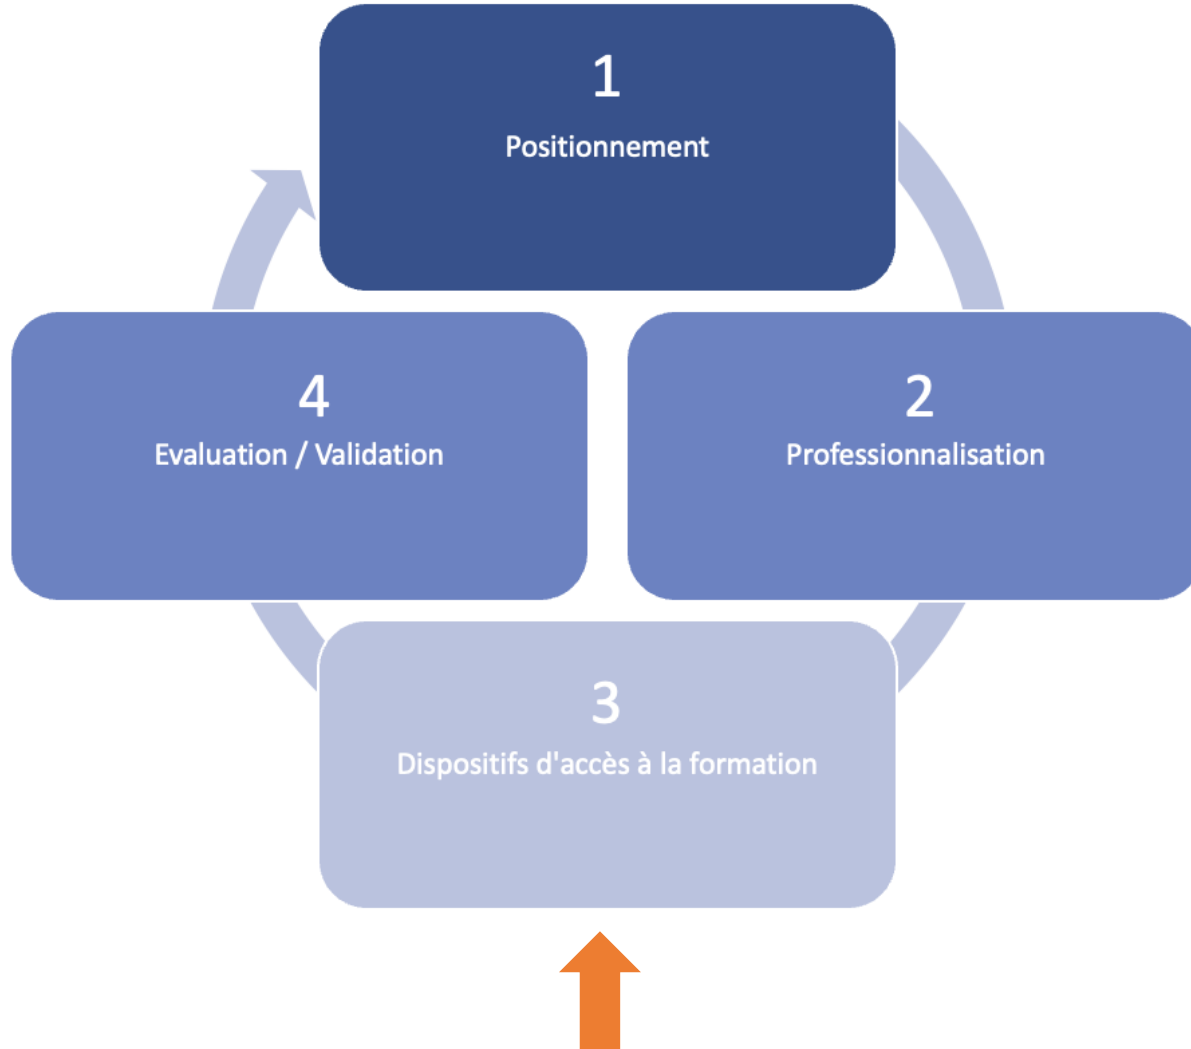 1
Positionnement
2
Professionnalisation
3
Dispositifs d'accès à la formation
4
Evaluation / Validation